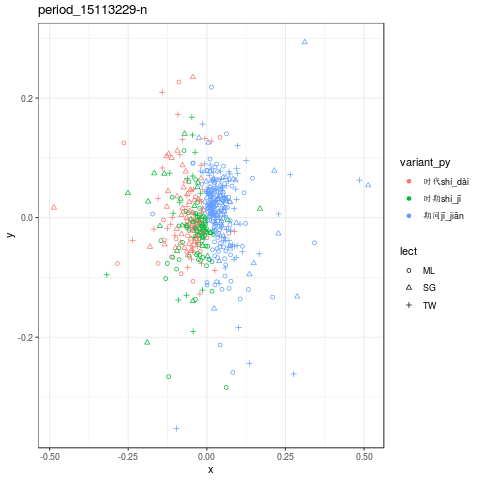 period_15113229-n
0.2
0.0
-0.2
y
-0.50 -0.25 0.00 0.25 0.50
x
variant_py
时代shí_dài
时期shí_jī
期间jī_jiān
lect
ML
SG
TW